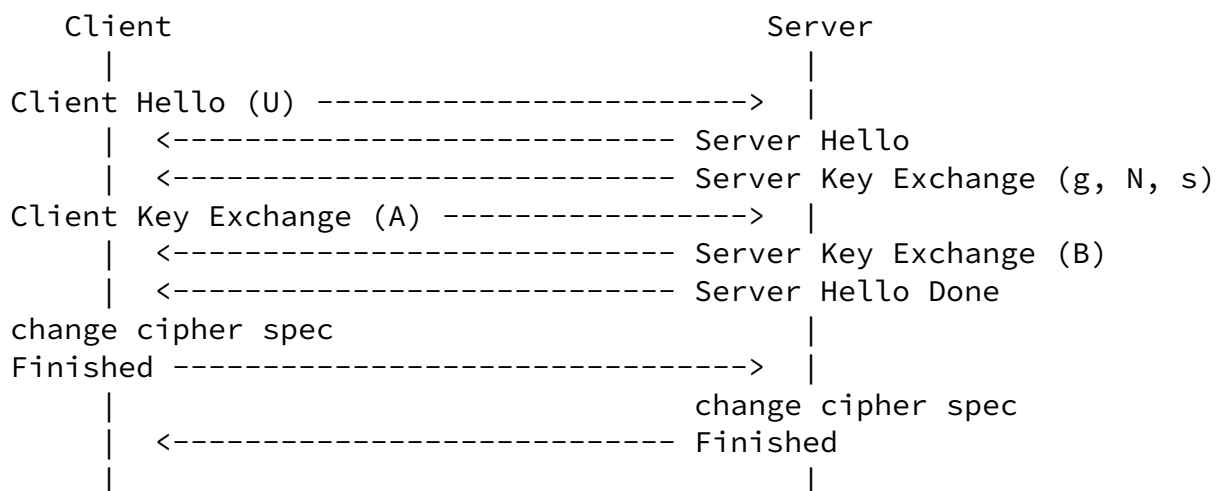 Client                                 Server
|                                       |
Client Hello (U) ------------------------>  |
|  <---------------------------- Server Hello
|  <---------------------------- Server Key Exchange (g, N, s)
Client Key Exchange (A) ----------------->  |
|  <---------------------------- Server Key Exchange (B)
|  <---------------------------- Server Hello Done
change cipher spec                          |
Finished -------------------------------->  |
|                                change cipher spec
|  <---------------------------- Finished
|                                       |